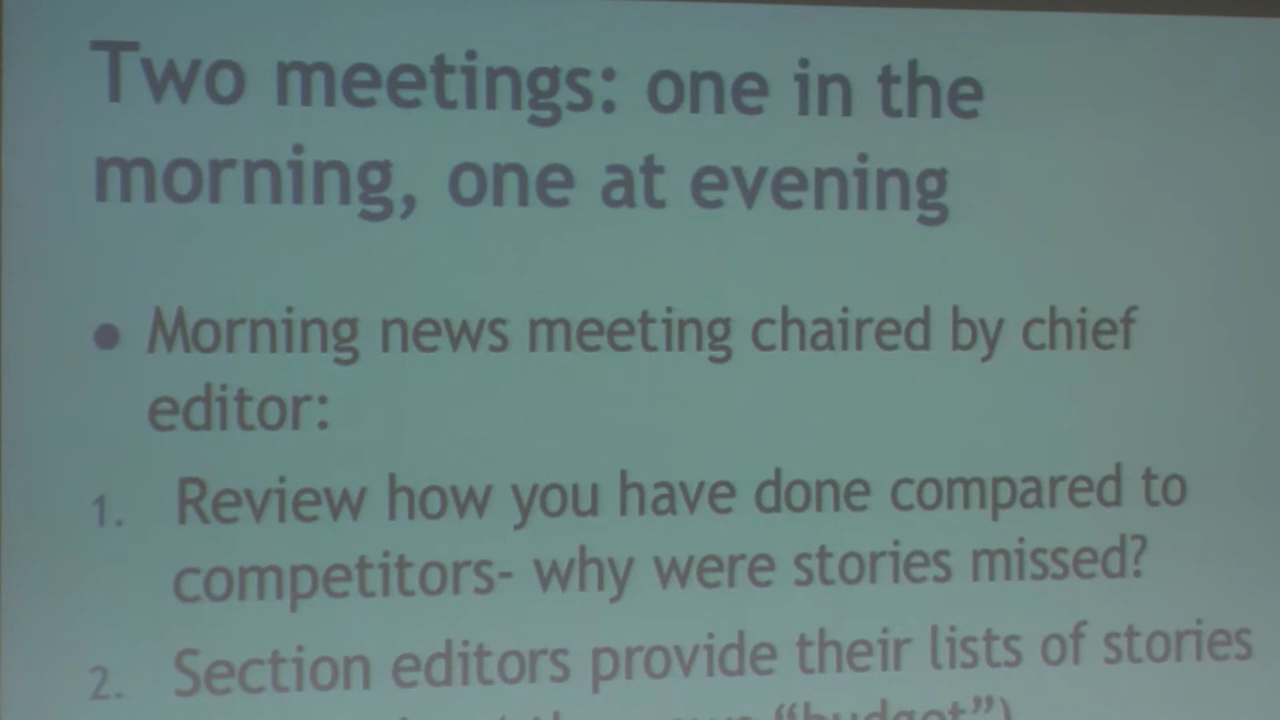 Two meetings: one in the
morning, one at evening
• Morning news meeting chaired by chief
editor:
1. Review how you have done compared to
competitors- why were stories missed?
2. Section editors provide their lists of stories
“budget”)